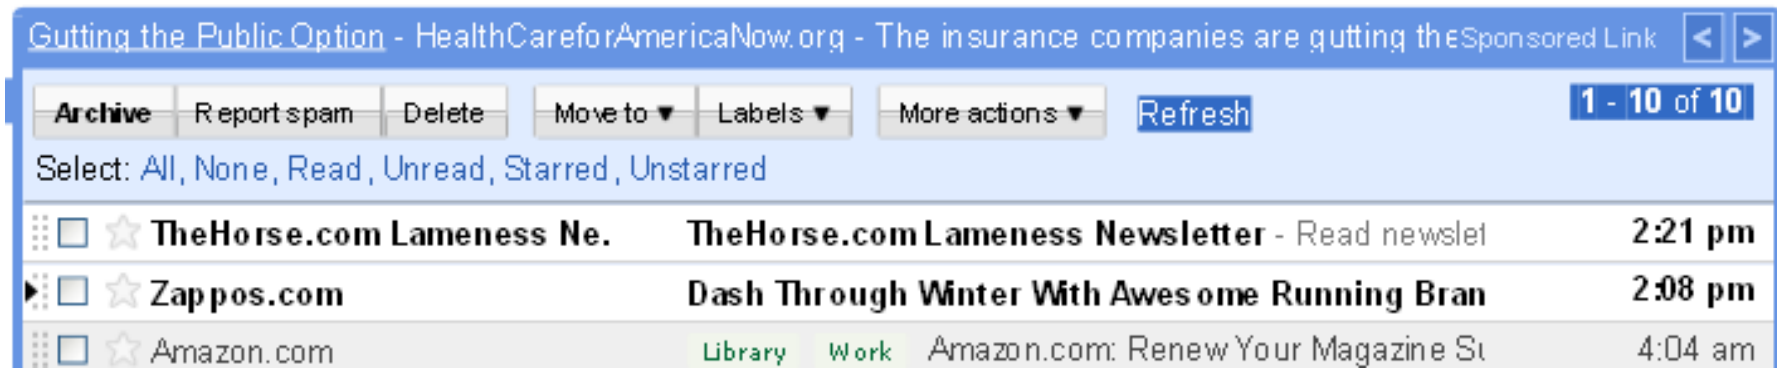 Gutting the Public Option - HealthCareforAmericaNow.org - The insurance companies are gutting the Sponsored Link < >
Archive Report spam Delete Move to ▼ Labels ▼ More actions ▼ Refresh 1 - 10 of 10
Select: All, None, Read, Unread, Starred, Unstarred
TheHorse.com Lameness Ne. TheHorse.com Lameness Newsletter - Read newslet 2:21 pm
Zappos.com Dash Through Winter With Awesome Running Bran 2:08 pm
Amazon.com Library Work Amazon.com: Renew Your Magazine Su 4:04 am